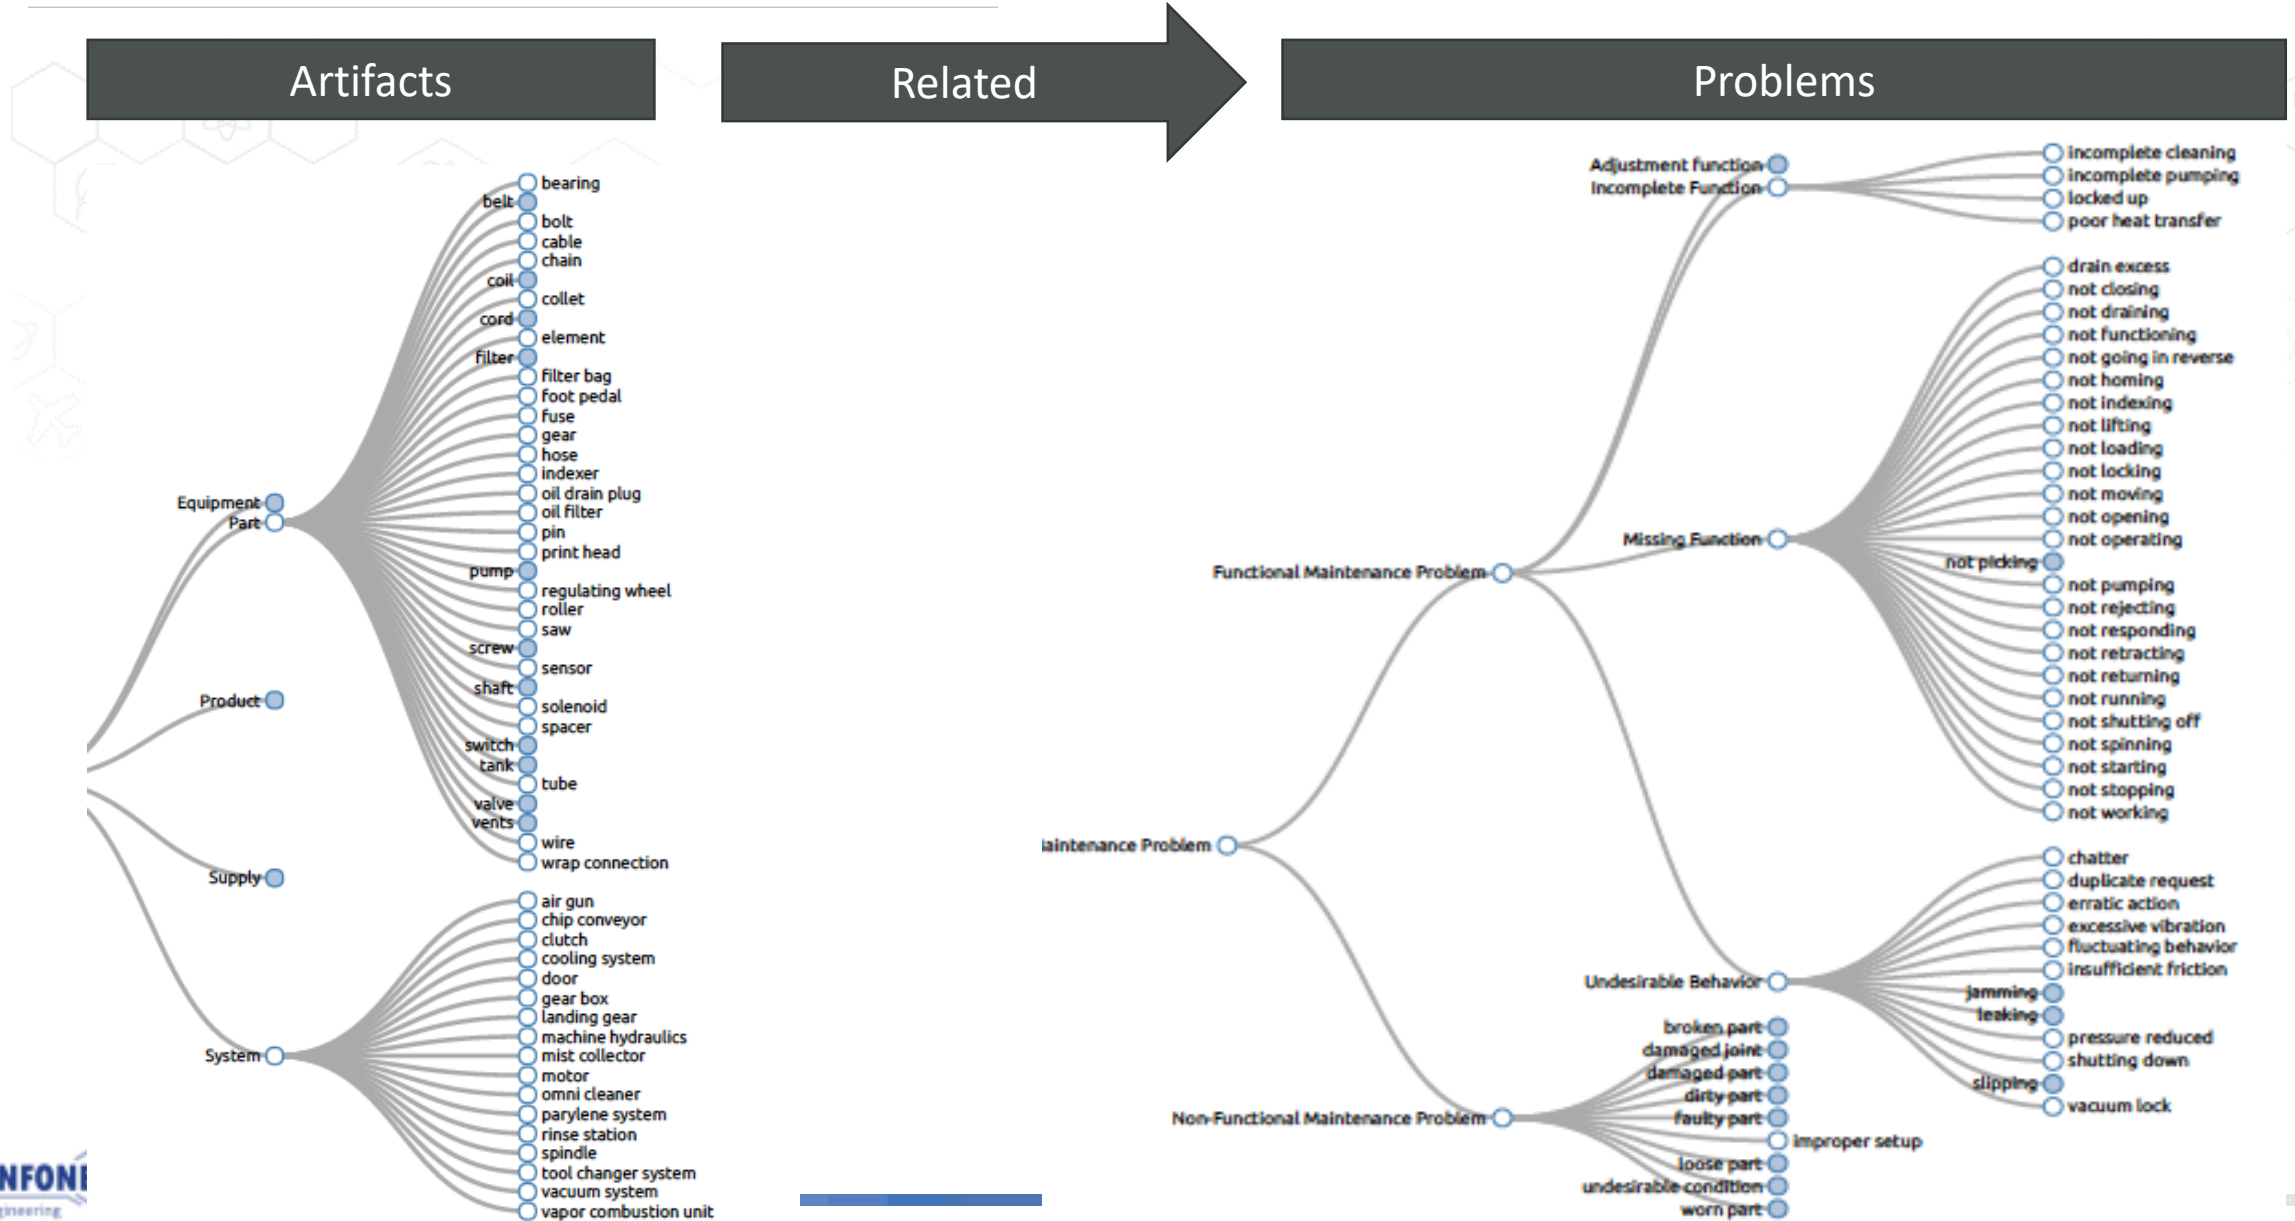 Artifacts
Related
Problems
bearing
belt
bolt
cable
chain
coil
collet
cord
element
filter
filter bag
foot pedal
fuse
gear
hose
indexer
oil drain plug
oil filter
pin
print head
pump
regulating wheel
roller
saw
screw
sensor
shaft
solenoid
spacer
switch
tank
tube
valve
vents
wire
wrap connection
Equipment
Part
Product
Supply
System
air gun
chip conveyor
clutch
cooling system
door
gear box
landing gear
machine hydraulics
mist collector
motor
omni cleaner
parylene system
rinse station
spindle
tool changer system
vacuum system
vapor combustion unit
aintenance Problem
Functional Maintenance Problem
Non-Functional Maintenance Problem
Adjustment function
Incomplete Function
incomplete cleaning
incomplete pumping
locked up
poor heat transfer
Missing Function
drain excess
not closing
not draining
not functioning
not going in reverse
not homing
not indexing
not lifting
not loading
not locking
not moving
not opening
not operating
not picking
not pumping
not rejecting
not responding
not retracting
not returning
not running
not shutting off
not spinning
not starting
not stopping
not working
Undesirable Behavior
chatter
duplicate request
erratic action
excessive vibration
fluctuating behavior
insufficient friction
jamming
leaking
pressure reduced
shutting down
slipping
vacuum lock
broken part
damaged joint
damaged part
dirty part
faulty part
improper setup
loose part
undesirable condition
worn part
NFONE
gineering